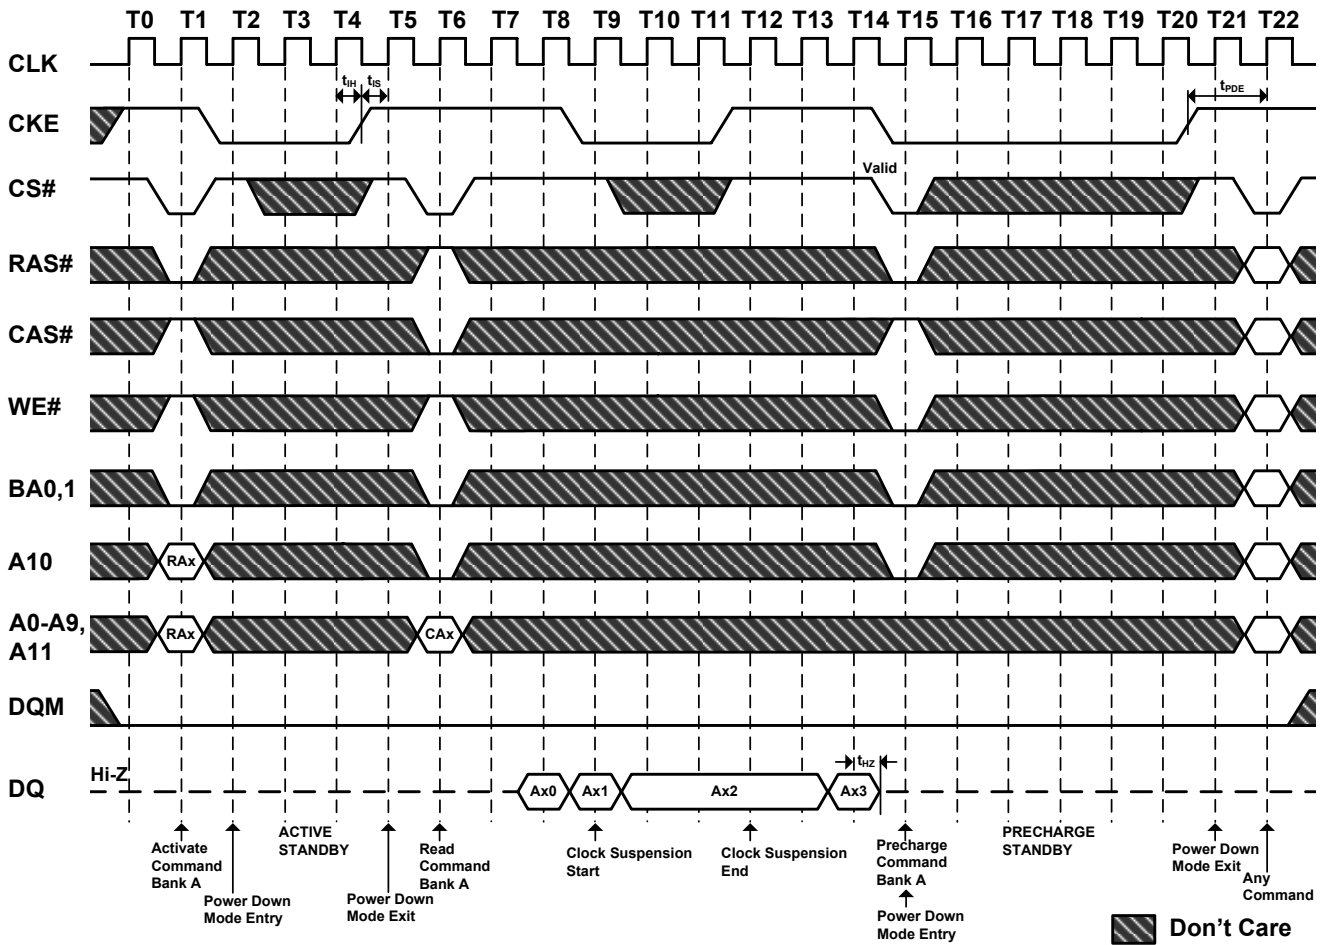 T0 T1 T2 T3 T4 T5 T6 T7 T8 T9 T10 T11 T12 T13 T14 T15 T16 T17 T18 T19 T20 T21 T22
CLK
tIH tIS
tPDE
CKE
Valid
CS#
RAS#
CAS#
WE#
BA0,1
A10
RAx
A0-A9,
A11
RAx
CAx
DQM
Hi-Z
tHZ
DQ
Ax0
Ax1
Ax2
Ax3
Activate
Command
Bank A
ACTIVE
STANDBY
Power Down
Mode Entry
Power Down
Mode Exit
Read
Command
Bank A
Clock Suspension
Start
Clock Suspension
End
Precharge
Command
Bank A
Power Down
Mode Entry
PRECHARGE
STANDBY
Power Down
Mode Exit
Any
Command
Don't Care